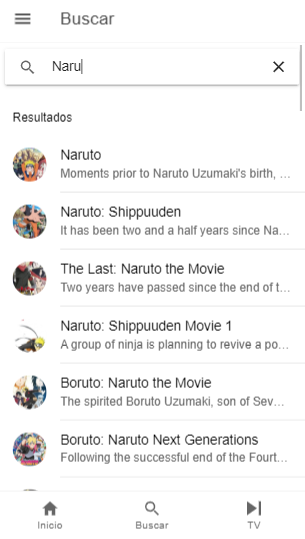 Buscar
Naru
Resultados
Naruto
Moments prior to Naruto Uzumaki's birth, ...
Naruto: Shippuuden
It has been two and a half years since Na...
The Last: Naruto the Movie
Two years have passed since the end of t...
Naruto: Shippuuden Movie 1
A group of ninja is planning to revive a po...
Boruto: Naruto the Movie
The spirited Boruto Uzumaki, son of Sev...
Boruto: Naruto Next Generations
Following the successful end of the Fourt...
Inicio
Buscar
TV